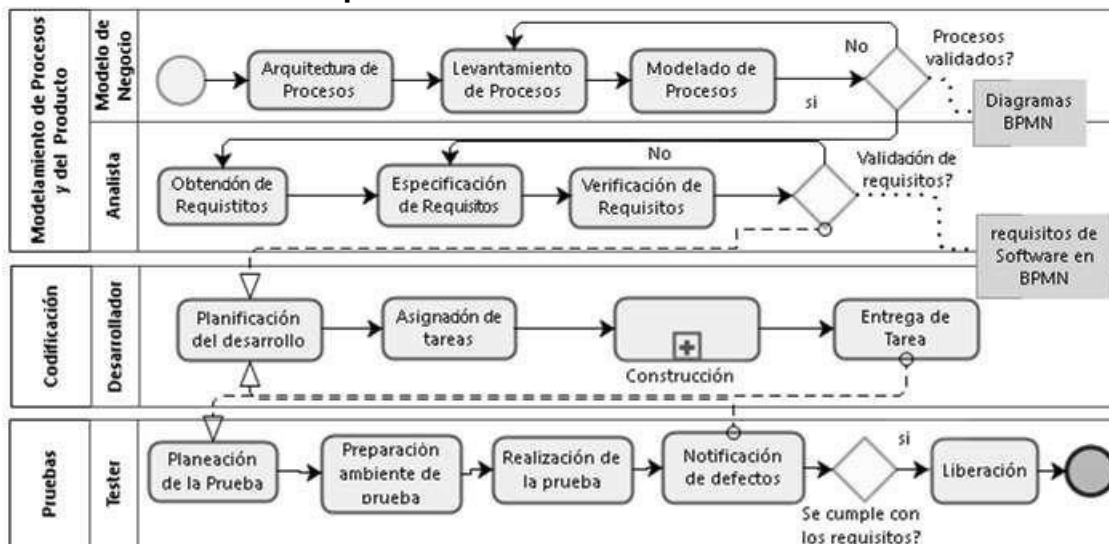 Modelamiento de Procesos
y del Producto
Modelo de
Negocio
Arquitectura de
Procesos
Levantamiento
de Procesos
Modelado de
Procesos
No
si
Procesos
validados?
Diagramas
BPMN
Analista
Obtención de
Requistitos
Especificación
de Requisitos
Verificación de
Requisitos
No
Validación de
requisitos?
requisitos de
Software en
BPMN
Codificación
Desarrollador
Planificación
del desarrollo
Asignación de
tareas
Construcción
Entrega de
Tarea
Pruebas
Tester
Planeación
de la Prueba
Preparación
ambiente de
prueba
Realización de
la prueba
Notificación
de defectos
si
Se cumple con
los requisitos?
Liberación